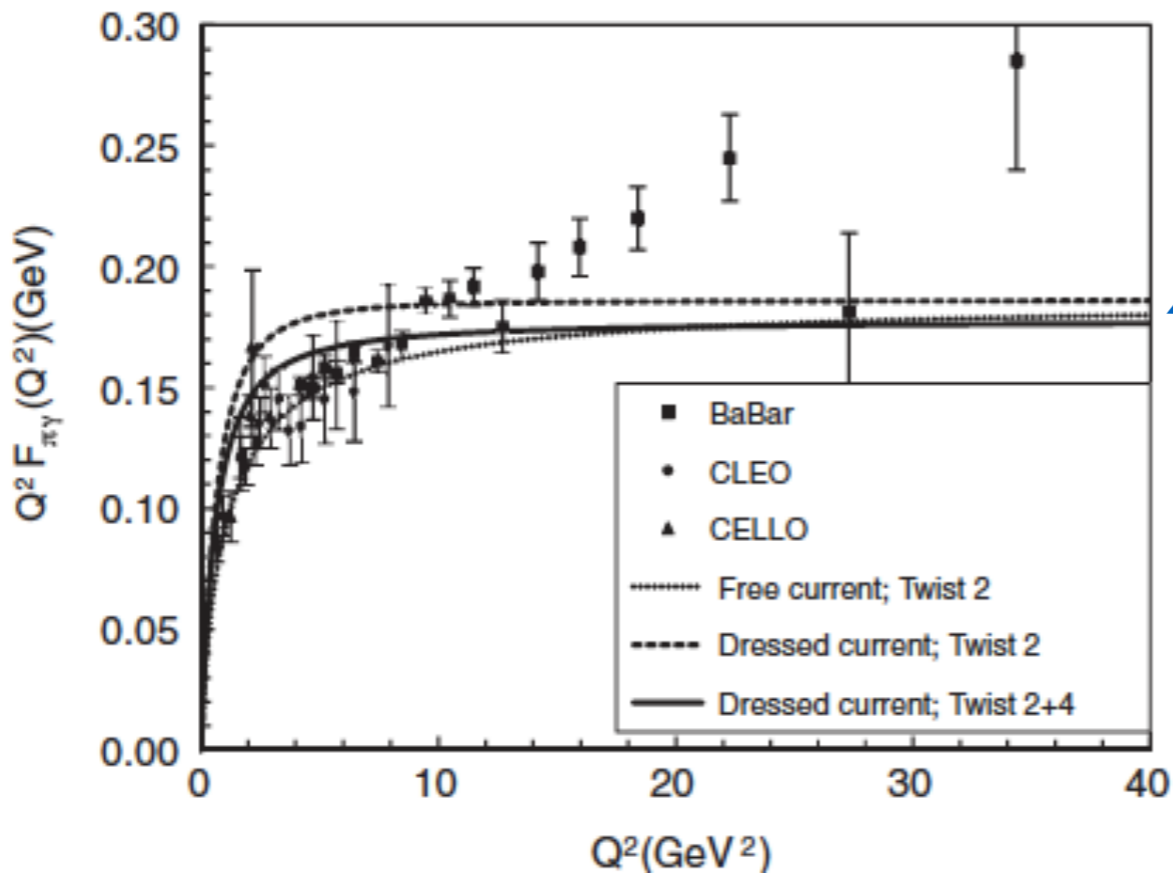 0.30
0.25
0.20
0.15
0.10
0.05
0.00
Q² F_πγ (Q²)(GeV)
BaBar
CLEO
CELLO
Free current; Twist 2
Dressed current; Twist 2
Dressed current; Twist 2+4
0 10 20 30 40
Q²(GeV²)